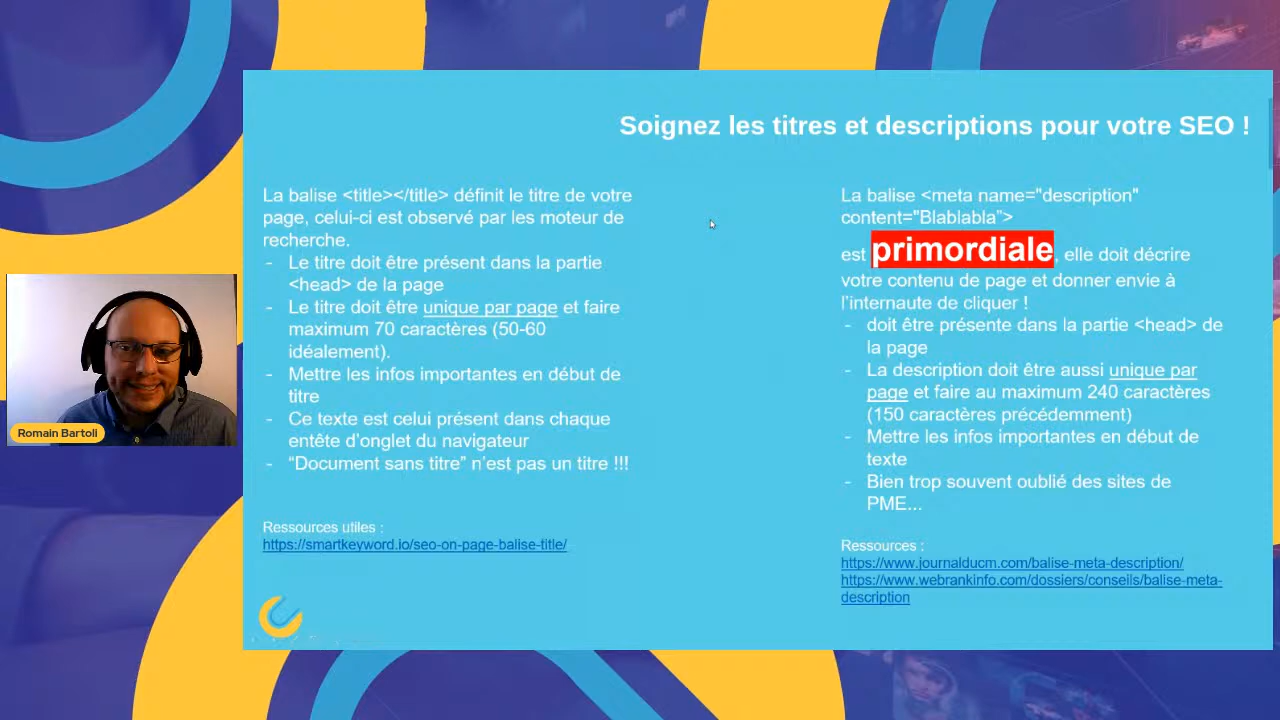 Soignez les titres et descriptions pour votre SEO !
La balise <title></title> définit le titre de votre
page, celui-ci est observé par les moteur de
recherche.
- Le titre doit être présent dans la partie
<head> de la page
- Le titre doit être unique par page et faire
maximum 70 caractères (50-60
idéalement).
- Mettre les infos importantes en début de
titre
- Ce texte est celui présent dans chaque
entête d’onglet du navigateur
- “Document sans titre” n’est pas un titre !!!
Ressources utiles :
https://smartkeyword.io/seo-on-page-balise-title/
La balise <meta name="description"
content="Blablabla”>
est primordiale, elle doit décrire
votre contenu de page et donner envie à
l’internaute de cliquer !
- doit être présente dans la partie <head> de
la page
- La description doit être aussi unique par
page et faire au maximum 240 caractères
(150 caractères précédemment)
- Mettre les infos importantes en début de
texte
- Bien trop souvent oublié des sites de
PME...
Ressources :
https://www.journalducm.com/balise-meta-description/
https://www.webrankinfo.com/dossiers/conseils/balise-meta-
description
Romain Bartoli